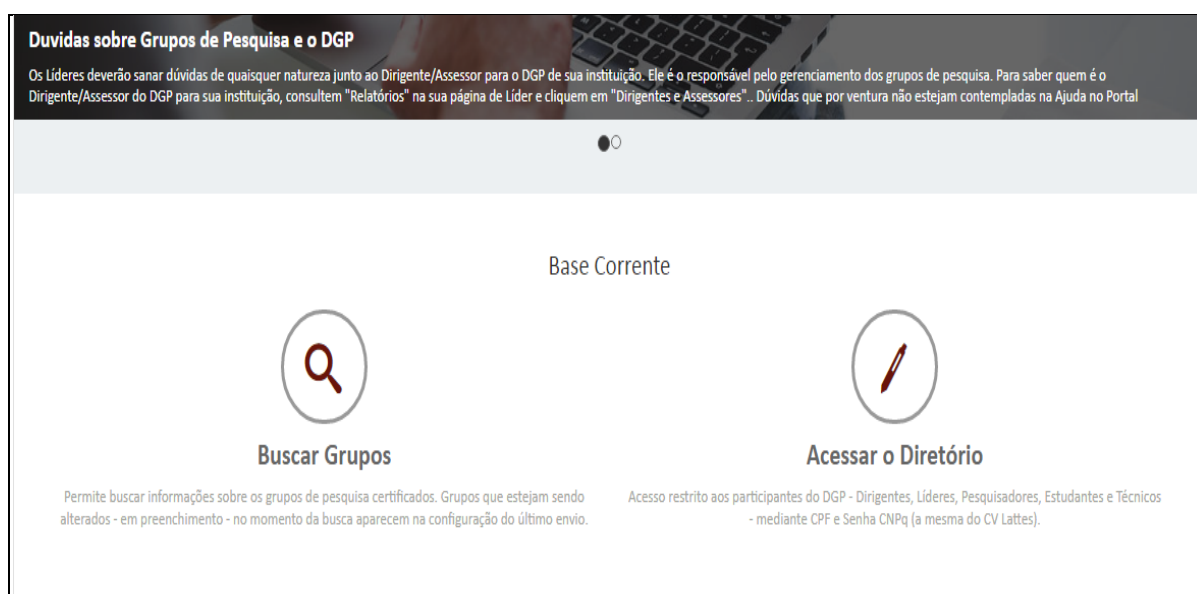 Duvidas sobre Grupos de Pesquisa e o DGP
Os Líderes deverão sanar dúvidas de quaisquer natureza junto ao Dirigente/Assessor para o DGP de sua instituição. Ele é o responsável pelo gerenciamento dos grupos de pesquisa. Para saber quem é o
Dirigente/Assessor do DGP para sua instituição, consultem "Relatórios" na sua página de Líder e cliquem em "Dirigentes e Assessores".. Dúvidas que por ventura não estejam contempladas na Ajuda no Portal
Base Corrente
Buscar Grupos
Permite buscar informações sobre os grupos de pesquisa certificados. Grupos que estejam sendo
alterados - em preenchimento - no momento da busca aparecem na configuração do último envio.
Acessar o Diretório
Acesso restrito aos participantes do DGP - Dirigentes, Líderes, Pesquisadores, Estudantes e Técnicos
- mediante CPF e Senha CNPq (a mesma do CV Lattes).